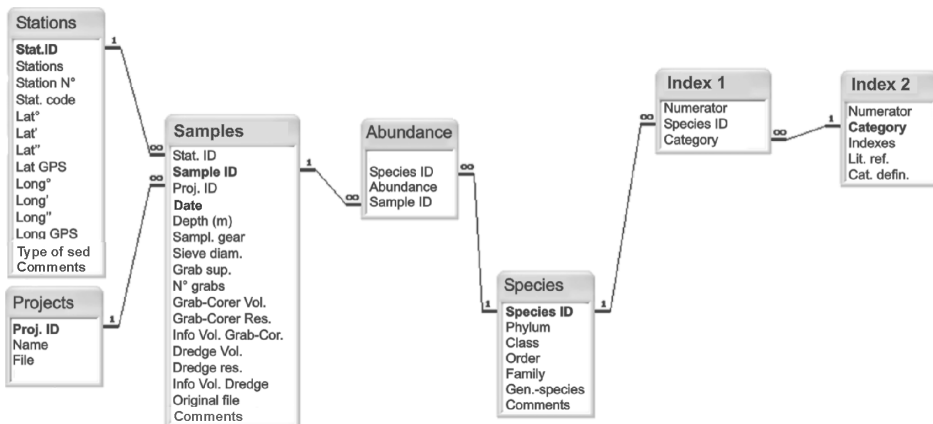 Stations
Stat.ID
Stations
Station N°
Stat. code
Lat°
Lat'
Lat"
Lat GPS
Long°
Long'
Long"
Long GPS
Type of sed
Comments
1
∞
Projects
Proj. ID
Name
File
1
∞
Samples
Stat. ID
Sample ID
Proj. ID
Date
Depth (m)
Sampl. gear
Sieve diam.
Grab sup.
N° grabs
Grab-Corer Vol.
Grab-Corer Res.
Info Vol. Grab-Cor.
Dredge Vol.
Dredge res.
Info Vol. Dredge
Original file
Comments
1
∞
Abundance
Species ID
Abundance
Sample ID
∞
1
Species
Species ID
Phylum
Class
Order
Family
Gen.-species
Comments
1
∞
Index 1
Numerator
Species ID
Category
∞
1
Index 2
Numerator
Category
Indexes
Lit. ref.
Cat. defin.